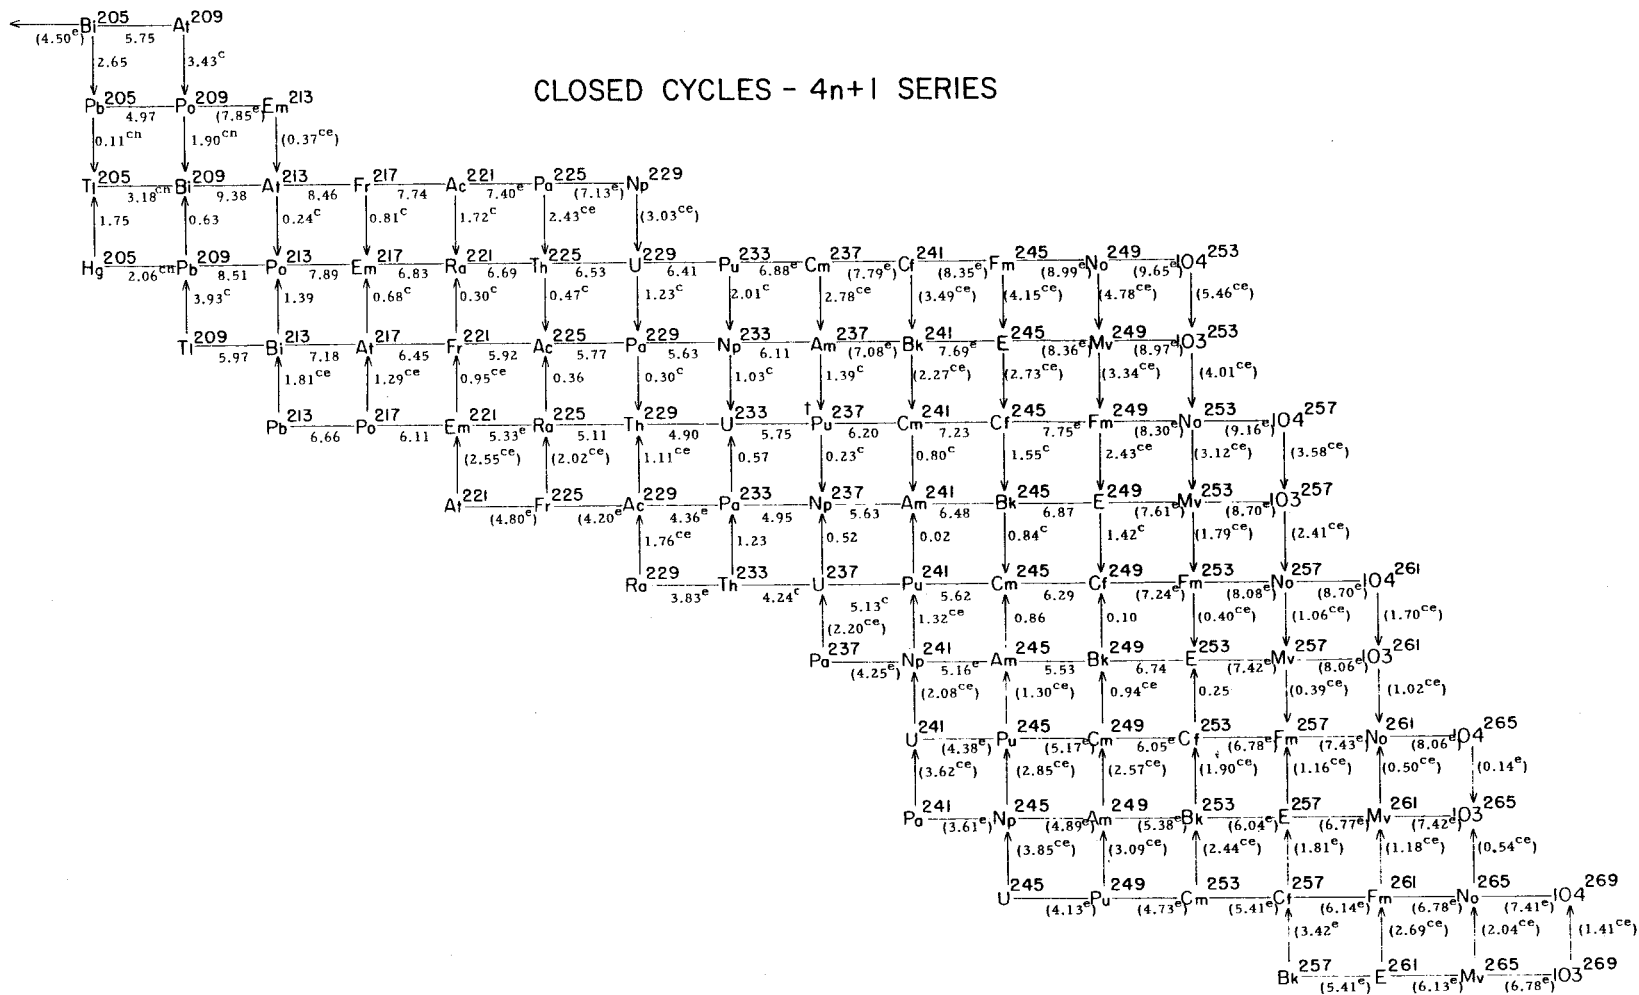 Bi205 At209
(4.50e) 5.75
2.65 3.43c
CLOSED CYCLES - 4n+1 SERIES
Pb205 Po209 Em213
4.97 (7.85e)
0.11cn 1.90cn (0.37ce)
Tl205 Bi209 At213 Fr217 Ac221 Pa225 Np229
3.18cn 9.38 8.46 7.74 7.40e (7.13e)
1.75 0.63 0.24c 0.81c 1.72c 2.43ce (3.03ce)
Hg205 Pb209 Po213 Em217 Ra221 Th225 U229 Pu233 Cm237 Cf241 Fm245 No249 104253
2.06cn 8.51 7.89 6.83 6.69 6.53 6.41 6.88e (7.79e) (8.35e) (8.99e) (9.65e)
3.93c 1.39 0.68c 0.30c 0.47c 1.23c 2.01c 2.78ce (3.49ce) (4.15ce) (4.78ce) (5.46ce)
Tl209 Bi213 At217 Fr221 Ac225 Pa229 Np233 Am237 Bk241 E245 Mv249 103253
5.97 7.18 6.45 5.92 5.77 5.63 6.11 (7.08e) 7.69e (8.36e) (8.97e)
1.81ce 1.29ce 0.95ce 0.36 0.30c 1.03c 1.39c (2.27ce) (2.73ce) (3.34ce) (4.01ce)
Pb213 Po217 Em221 Ra225 Th229 U233 †Pu237 Cm241 Cf245 Fm249 No253 104257
6.66 6.11 5.33e 5.11 4.90 5.75 6.20 7.23 7.75e (8.30e) (9.16e)
(2.55ce) (2.02ce) 1.11ce 0.57 0.23c 0.80c 1.55c 2.43ce (3.12ce) (3.58ce)
At221 Fr225 Ac229 Pa233 Np237 Am241 Bk245 E249 Mv253 103257
(4.80e) (4.20e) 4.36e 4.95 5.63 6.48 6.87 (7.61e) (8.70e)
1.76ce 1.23 0.52 0.02 0.84c 1.42c (1.79ce) (2.41ce)
Ra229 Th233 U237 Pu241 Cm245 Cf249 Fm253 No257 104261
3.83e 4.24c 5.13c 5.62 6.29 (7.24e) (8.08e) (8.70e)
(2.20ce) 1.32ce 0.86 0.10 (0.40ce) (1.06ce) (1.70ce)
Pa237 Np241 Am245 Bk249 E253 Mv257 103261
(4.25e) 5.16e 5.53 6.74 (7.42e) (8.06e)
(2.08ce) (1.30ce) 0.94ce 0.25 (0.39ce) (1.02ce)
U241 Pu245 Cm249 Cf253 Fm257 No261 104265
(4.38e) (5.17e) 6.05e (6.78e) (7.43e) (8.06e)
(3.62ce) (2.85ce) (2.57ce) (1.90ce) (1.16ce) (0.50ce) (0.14e)
Pa241 Np245 Am249 Bk253 E257 Mv261 103265
(3.61e) (4.89e) (5.38e) (6.04e) (6.77e) (7.42e)
(3.85ce) (3.09ce) (2.44ce) (1.81e) (1.18ce) (0.54ce)
U245 Pu249 Cm253 Cf257 Fm261 No265 104269
(4.13e) (4.73e) (5.41e) (6.14e) (6.78e) (7.41e)
(3.42e (2.69ce) (2.04ce) (1.41ce)
Bk257 E261 Mv265 103269
(5.41e) (6.13e) (6.78e)